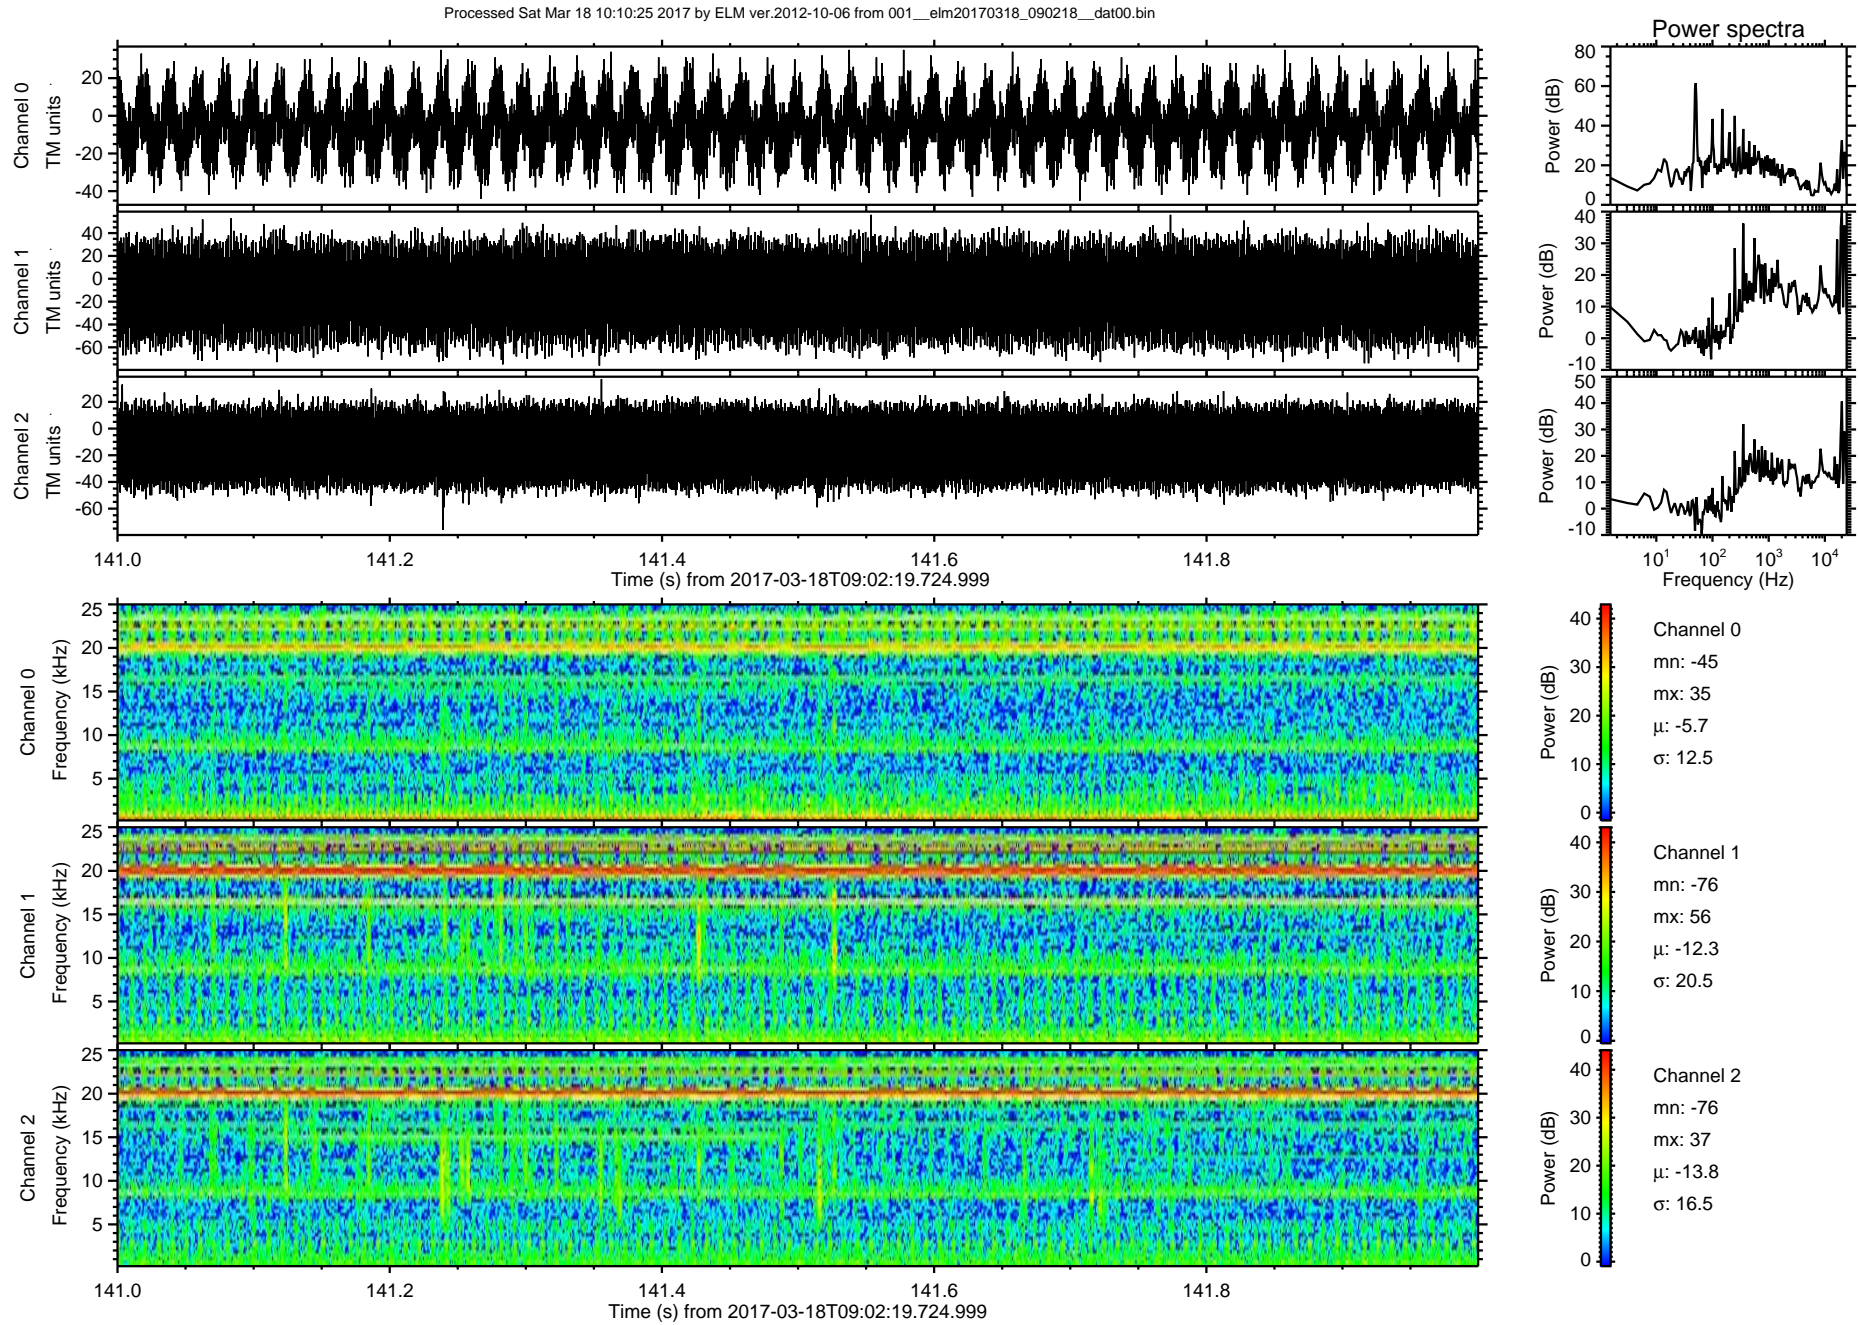 Processed Sat Mar 18 10:10:25 2017 by ELM ver.2012-10-06 from 001__elm20170318_090218__dat00.bin
Power spectra
Channel 0
TM units
20
0
-20
-40
Power (dB)
80
60
40
20
0
Channel 1
TM units
40
20
0
-20
-40
-60
Power (dB)
40
30
20
10
0
-10
Channel 2
TM units
20
0
-20
-40
-60
Power (dB)
50
40
30
20
10
0
-10
141.0 141.2 141.4 141.6 141.8
Time (s) from 2017-03-18T09:02:19.724.999
10¹ 10² 10³ 10⁴
Frequency (Hz)
Channel 0
Frequency (kHz)
25
20
15
10
5
Power (dB)
40
30
20
10
0
Channel 0
mn: -45
mx: 35
μ: -5.7
σ: 12.5
Channel 1
Frequency (kHz)
25
20
15
10
5
Power (dB)
40
30
20
10
0
Channel 1
mn: -76
mx: 56
μ: -12.3
σ: 20.5
Channel 2
Frequency (kHz)
25
20
15
10
5
Power (dB)
40
30
20
10
0
Channel 2
mn: -76
mx: 37
μ: -13.8
σ: 16.5
141.0 141.2 141.4 141.6 141.8
Time (s) from 2017-03-18T09:02:19.724.999